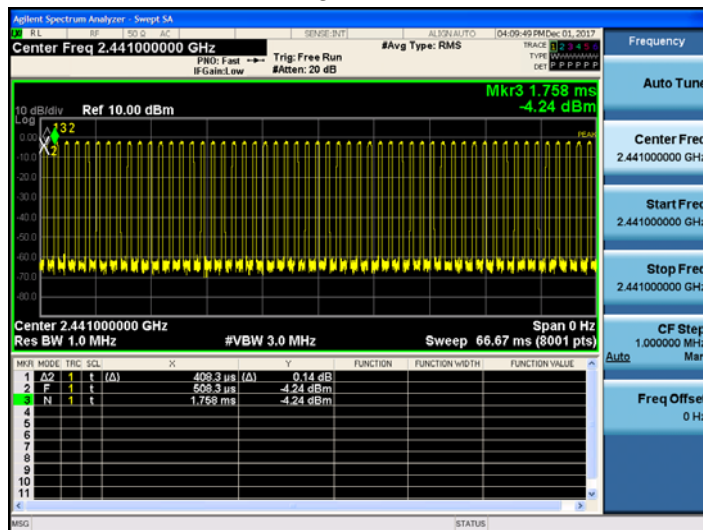 Agilent Spectrum Analyzer - Swept SA
RL RF 50 Ω AC SENSE:INT ALIGN AUTO 04:09:49 PM Dec 01, 2017
Center Freq 2.441000000 GHz #Avg Type: RMS TRACE 1 2 3 4 5 6
PNO: Fast Trig: Free Run TYPE
IFGain:Low #Atten: 20 dB DET P P P P P P
Frequency
Mkr3 1.758 ms
-4.24 dBm
10 dB/div Ref 10.00 dBm
Log
132
2
PEAK
0.00
-10.0
-20.0
-30.0
-40.0
-50.0
-60.0
-70.0
-80.0
Center 2.441000000 GHz Span 0 Hz
Res BW 1.0 MHz #VBW 3.0 MHz Sweep 66.67 ms (8001 pts)
MKR MODE TRC SCL X Y FUNCTION FUNCTION WIDTH FUNCTION VALUE
1 Δ2 1 t (Δ) 408.3 µs (Δ) 0.14 dB
2 F 1 t 508.3 µs -4.24 dBm
3 N 1 t 1.758 ms -4.24 dBm
4
5
6
7
8
9
10
11
MSG STATUS
Auto Tune
Center Freq
2.441000000 GHz
Start Freq
2.441000000 GHz
Stop Freq
2.441000000 GHz
CF Step
1.000000 MHz
Auto Man
Freq Offset
0 Hz